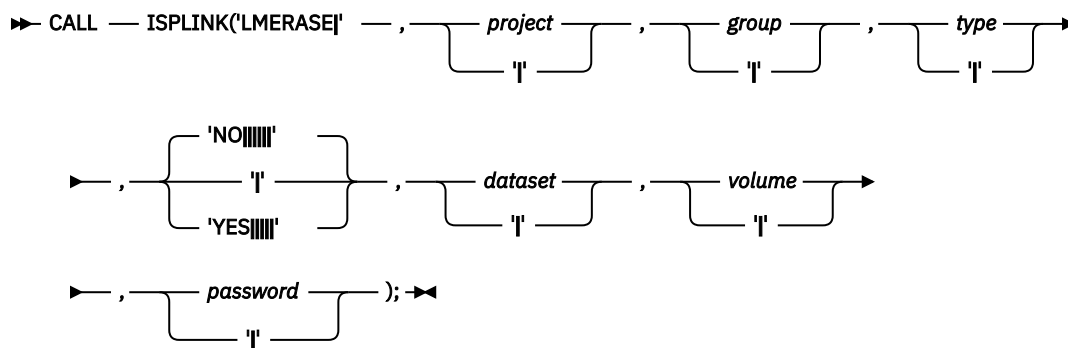 CALL ISPLINK('LMERASE|' , project , group , type
'|' '|' '|'
'NO||||||'
, '|' , dataset , volume
'YES|||||' '|' '|'
, password );
'|'